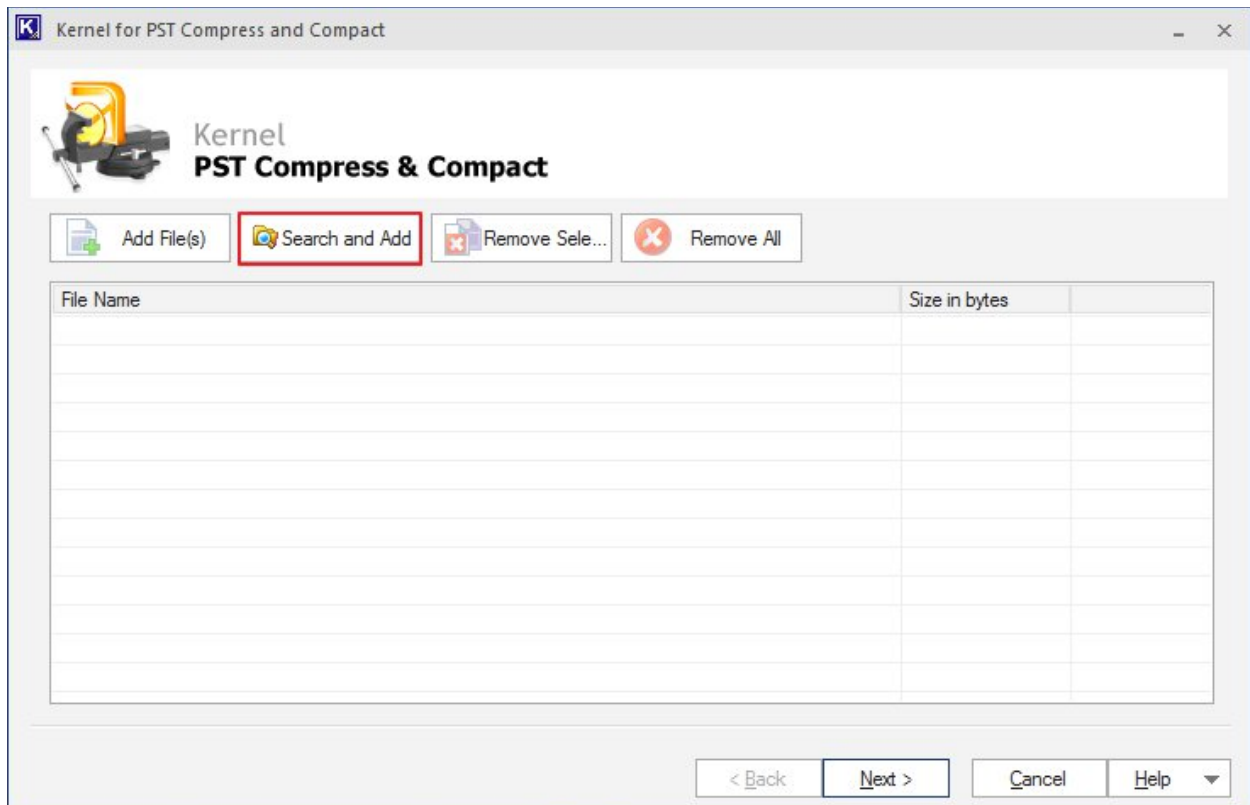 Kernel for PST Compress and Compact
Kernel
PST Compress & Compact
Add File(s) Search and Add Remove Sele... Remove All
File Name Size in bytes
< Back Next > Cancel Help